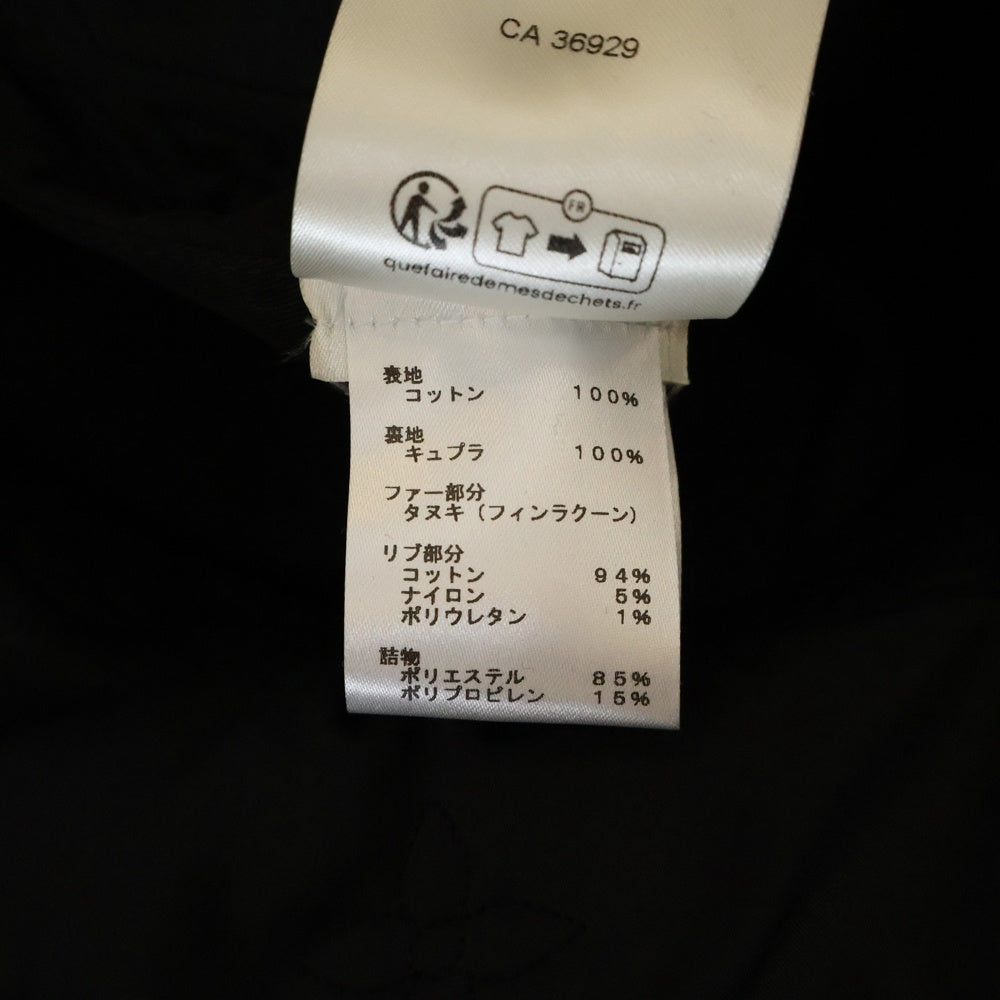 CA 36929
FR
quefairedemesdechets.fr
表地
コットン 100%
裏地
キュプラ 100%
ファー部分
タヌキ（フィンラクーン）
リブ部分
コットン 94%
ナイロン 5%
ポリウレタン 1%
詰物
ポリエステル 85%
ポリプロピレン 15%